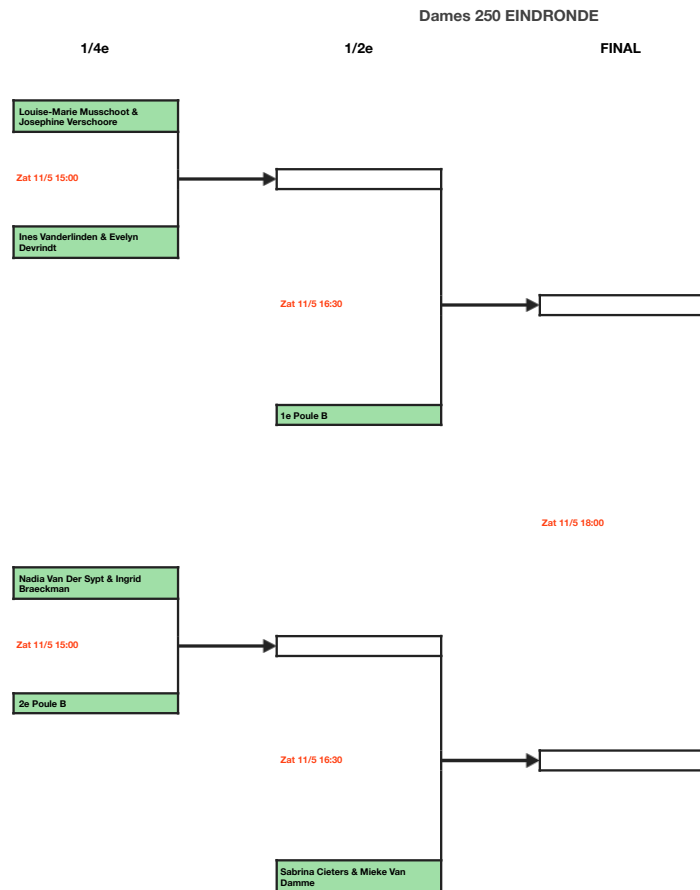 Dames 250 EINDRONDE
1/4e
1/2e
FINAL
Louise-Marie Musschoot &
Josephine Verschoore
Zat 11/5 15:00
Ines Vanderlinden & Evelyn
Devrindt
Zat 11/5 16:30
1e Poule B
Zat 11/5 18:00
Nadia Van Der Sypt & Ingrid
Braeckman
Zat 11/5 15:00
2e Poule B
Zat 11/5 16:30
Sabrina Cieters & Mieke Van
Damme